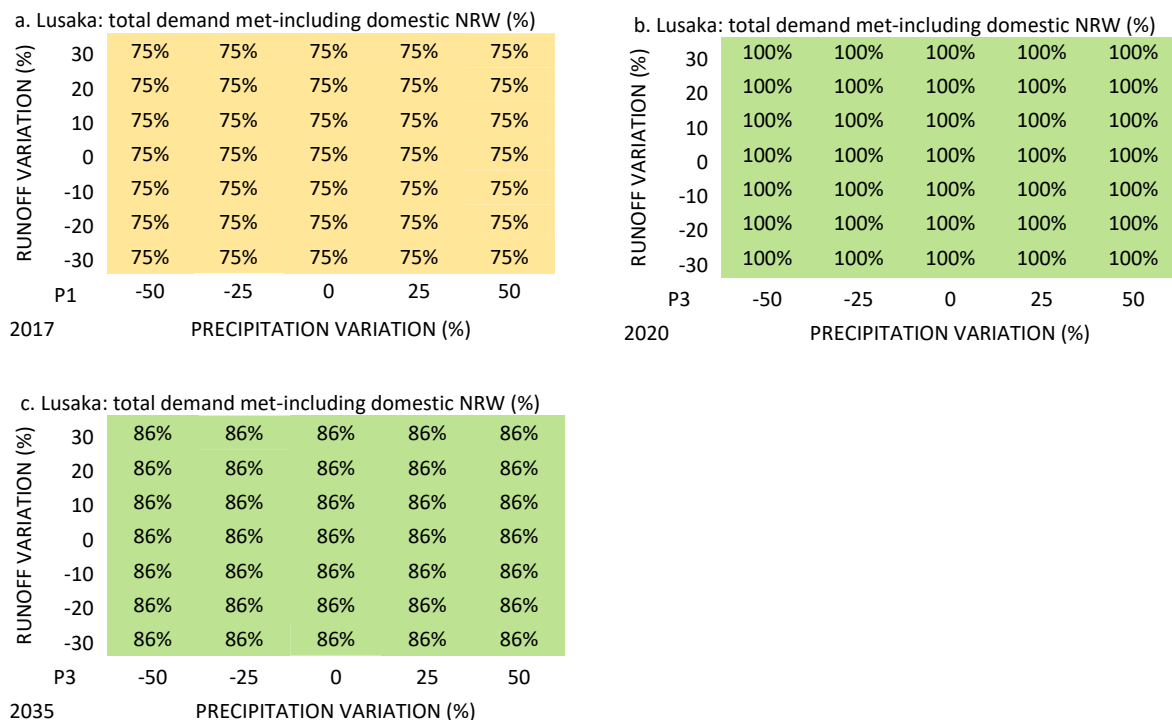 a. Lusaka: total demand met-including domestic NRW (%)
RUNOFF VARIATION (%)
30 75% 75% 75% 75% 75%
20 75% 75% 75% 75% 75%
10 75% 75% 75% 75% 75%
0 75% 75% 75% 75% 75%
-10 75% 75% 75% 75% 75%
-20 75% 75% 75% 75% 75%
-30 75% 75% 75% 75% 75%
P1 -50 -25 0 25 50
2017 PRECIPITATION VARIATION (%)
b. Lusaka: total demand met-including domestic NRW (%)
RUNOFF VARIATION (%)
30 100% 100% 100% 100% 100%
20 100% 100% 100% 100% 100%
10 100% 100% 100% 100% 100%
0 100% 100% 100% 100% 100%
-10 100% 100% 100% 100% 100%
-20 100% 100% 100% 100% 100%
-30 100% 100% 100% 100% 100%
P3 -50 -25 0 25 50
2020 PRECIPITATION VARIATION (%)
c. Lusaka: total demand met-including domestic NRW (%)
RUNOFF VARIATION (%)
30 86% 86% 86% 86% 86%
20 86% 86% 86% 86% 86%
10 86% 86% 86% 86% 86%
0 86% 86% 86% 86% 86%
-10 86% 86% 86% 86% 86%
-20 86% 86% 86% 86% 86%
-30 86% 86% 86% 86% 86%
P3 -50 -25 0 25 50
2035 PRECIPITATION VARIATION (%)